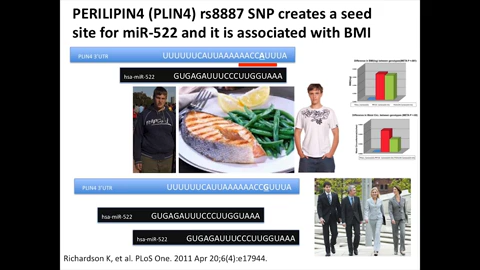 PERILIPIN4 (PLIN4) rs8887 SNP creates a seed
site for miR-522 and it is associated with BMI
PLIN4 3'UTR UUUUUUCAUUAAAAAACCAUUUA
hsa-miR-522 GUGAGAUUUCCCUUGGUAAA
PLIN4 3'UTR UUUUUUCAUUAAAAAACCGUUUA
hsa-miR-522 GUGAGAUUUCCCUUGGUAAA
hsa-miR-522 GUGAGAUUUCCCUUGGUAAA
Richardson K, et al. PLoS One. 2011 Apr 20;6(4):e17944.